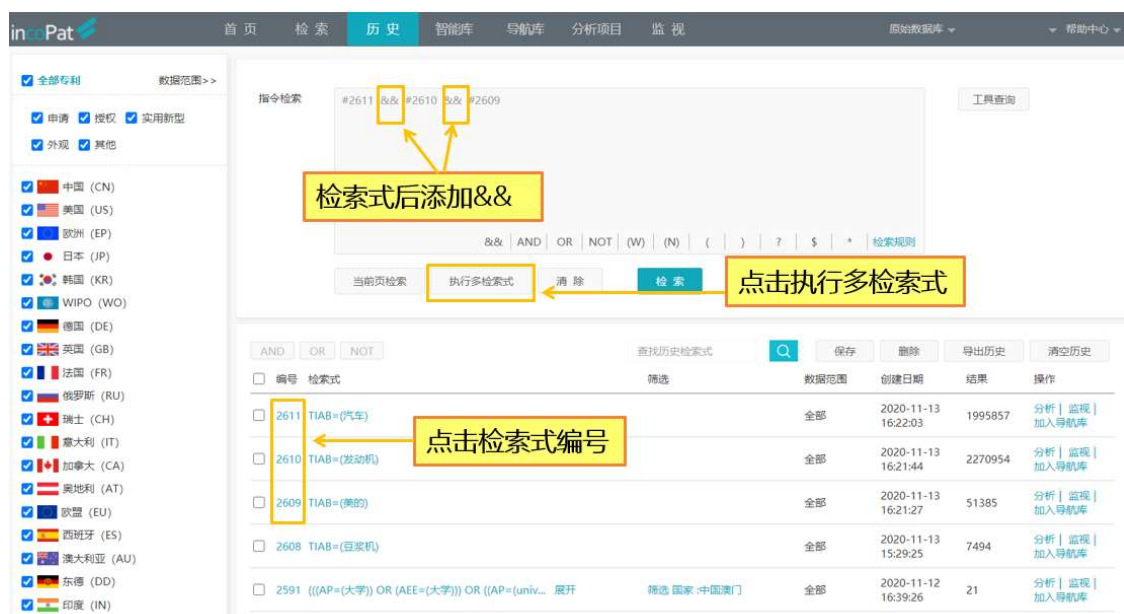 incoPat
首页 检索 历史 智能库 导航库 分析项目 监视 原始数据库 帮助中心
全部专利 数据范围>>
申请 授权 实用新型
外观 其他
中国 (CN)
美国 (US)
欧洲 (EP)
日本 (JP)
韩国 (KR)
WIPO (WO)
德国 (DE)
英国 (GB)
法国 (FR)
俄罗斯 (RU)
瑞士 (CH)
意大利 (IT)
加拿大 (CA)
奥地利 (AT)
欧盟 (EU)
西班牙 (ES)
澳大利亚 (AU)
东德 (DD)
印度 (IN)
指令检索 #2611 && #2610 && #2609 工具查询
检索式后添加&&
&& AND OR NOT (W) (N) ( ) ? $ * 检索规则
当前页检索 执行多检索式 清除 检索
点击执行多检索式
AND OR NOT 查找历史检索式 保存 删除 导出历史 清空历史
编号 检索式 筛选 数据范围 创建日期 结果 操作
2611 TIAB=(汽车) 全部 2020-11-13 16:22:03 1995857 分析 | 监视 | 加入导航库
点击检索式编号
2610 TIAB=(发动机) 全部 2020-11-13 16:21:44 2270954 分析 | 监视 | 加入导航库
2609 TIAB=(美的) 全部 2020-11-13 16:21:27 51385 分析 | 监视 | 加入导航库
2608 TIAB=(豆浆机) 全部 2020-11-13 15:29:25 7494 分析 | 监视 | 加入导航库
2591 (((AP=(大学)) OR (AEE=(大学))) OR ((AP=(univ... 展开 筛选 国家 :中国澳门 全部 2020-11-12 16:39:26 21 分析 | 监视 | 加入导航库